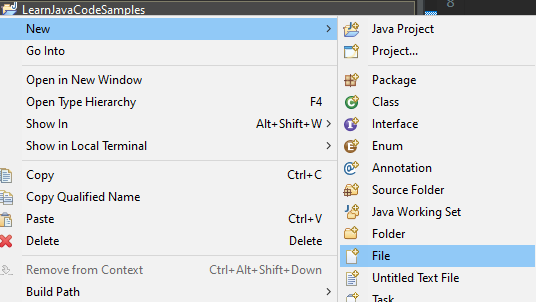 LearnJavaCodeSamples
8
New
Go Into
Open in New Window
Open Type Hierarchy F4
Show In Alt+Shift+W
Show in Local Terminal
Copy Ctrl+C
Copy Qualified Name
Paste Ctrl+V
Delete Delete
Remove from Context Ctrl+Alt+Shift+Down
Build Path
Java Project
Project...
Package
Class
Interface
Enum
Annotation
Source Folder
Java Working Set
Folder
File
Untitled Text File
Task